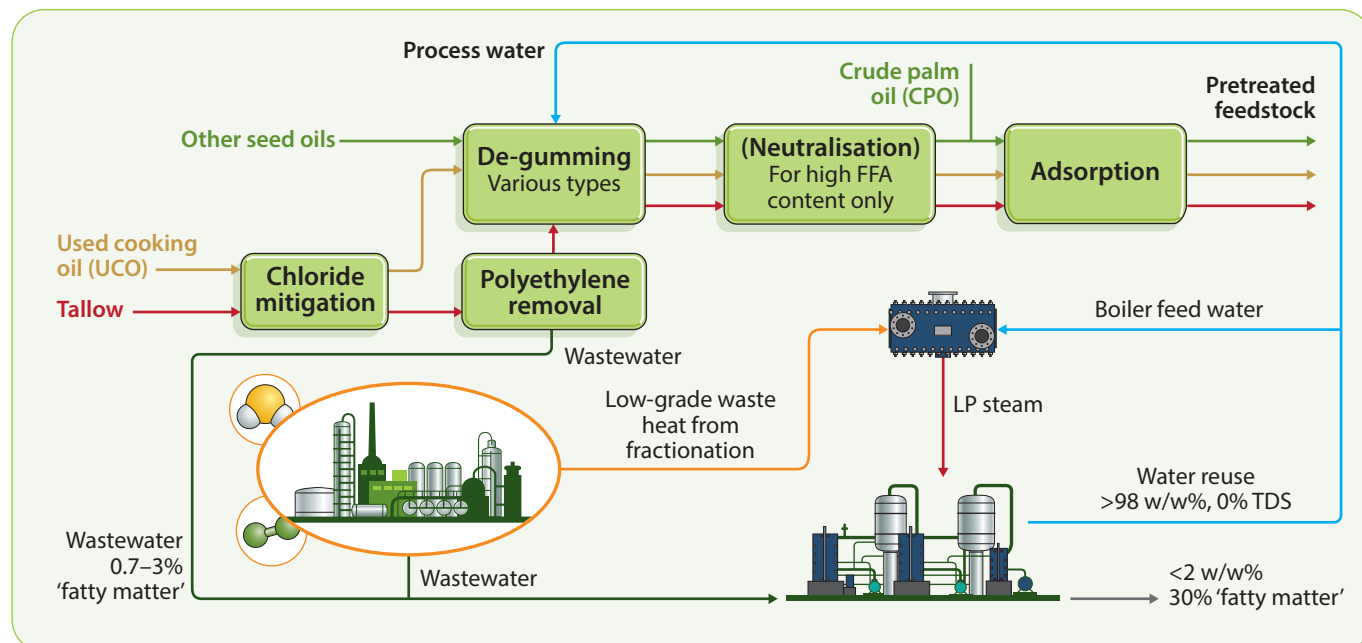 Process water
Crude palm
oil (CPO)
Pretreated
feedstock
Other seed oils
De-gumming
Various types
(Neutralisation)
For high FFA
content only
Adsorption
Used cooking
oil (UCO)
Tallow
Chloride
mitigation
Polyethylene
removal
Wastewater
Boiler feed water
Low-grade waste
heat from
fractionation
LP steam
Water reuse
>98 w/w%, 0% TDS
Wastewater
0.7–3%
‘fatty matter’
Wastewater
<2 w/w%
30% ‘fatty matter’